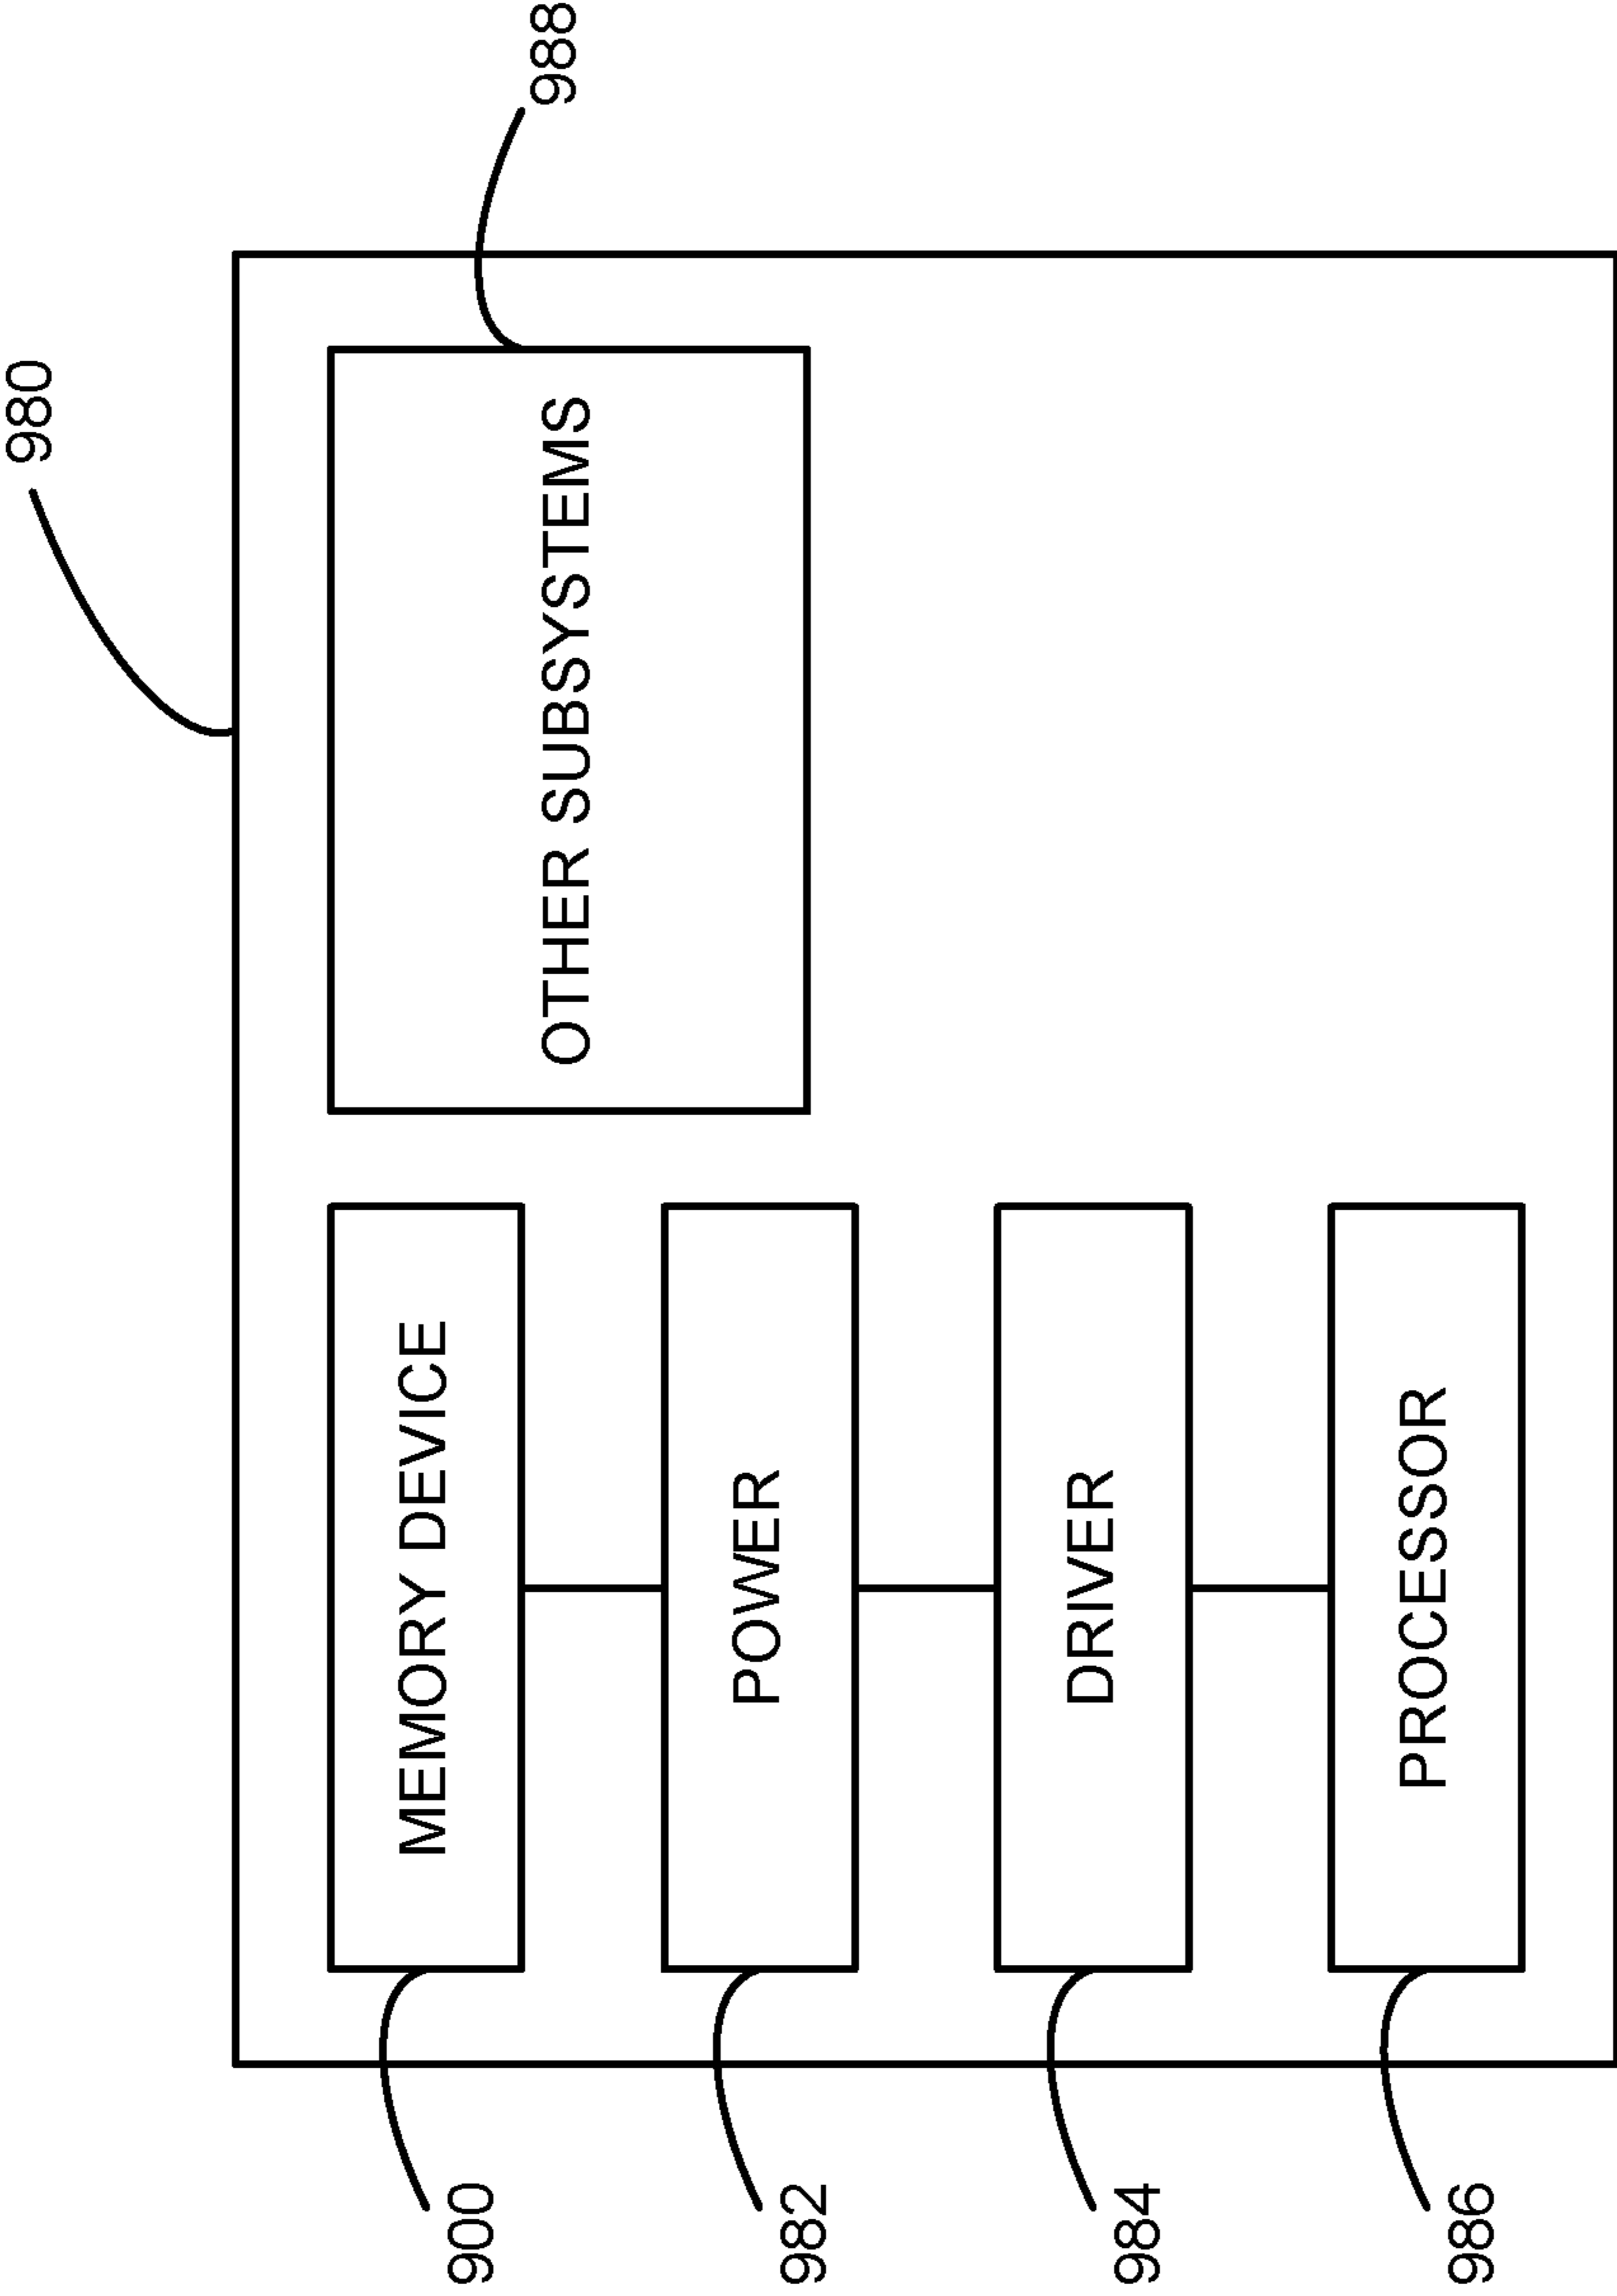 980
900
MEMORY DEVICE
OTHER SUBSYSTEMS
988
982
POWER
984
DRIVER
986
PROCESSOR